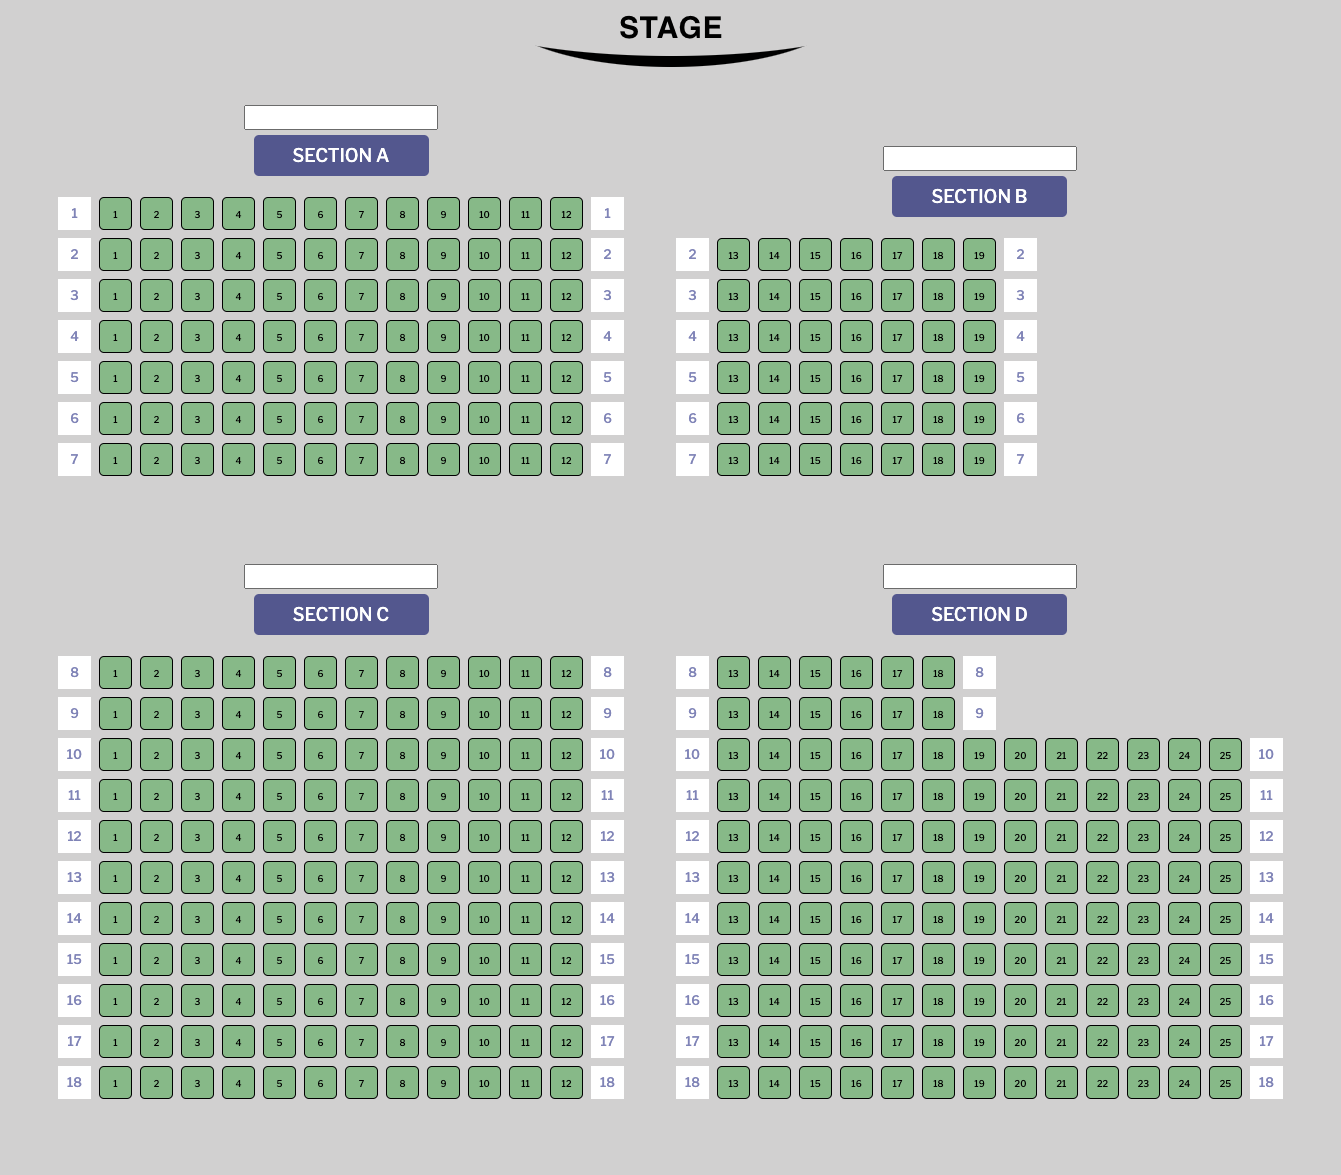 STAGE
SECTION A
SECTION B
1 1 2 3 4 5 6 7 8 9 10 11 12 1
2 1 2 3 4 5 6 7 8 9 10 11 12 2 2 13 14 15 16 17 18 19 2
3 1 2 3 4 5 6 7 8 9 10 11 12 3 3 13 14 15 16 17 18 19 3
4 1 2 3 4 5 6 7 8 9 10 11 12 4 4 13 14 15 16 17 18 19 4
5 1 2 3 4 5 6 7 8 9 10 11 12 5 5 13 14 15 16 17 18 19 5
6 1 2 3 4 5 6 7 8 9 10 11 12 6 6 13 14 15 16 17 18 19 6
7 1 2 3 4 5 6 7 8 9 10 11 12 7 7 13 14 15 16 17 18 19 7
SECTION C SECTION D
8 1 2 3 4 5 6 7 8 9 10 11 12 8 8 13 14 15 16 17 18 8
9 1 2 3 4 5 6 7 8 9 10 11 12 9 9 13 14 15 16 17 18 9
10 1 2 3 4 5 6 7 8 9 10 11 12 10 10 13 14 15 16 17 18 19 20 21 22 23 24 25 10
11 1 2 3 4 5 6 7 8 9 10 11 12 11 11 13 14 15 16 17 18 19 20 21 22 23 24 25 11
12 1 2 3 4 5 6 7 8 9 10 11 12 12 12 13 14 15 16 17 18 19 20 21 22 23 24 25 12
13 1 2 3 4 5 6 7 8 9 10 11 12 13 13 13 14 15 16 17 18 19 20 21 22 23 24 25 13
14 1 2 3 4 5 6 7 8 9 10 11 12 14 14 13 14 15 16 17 18 19 20 21 22 23 24 25 14
15 1 2 3 4 5 6 7 8 9 10 11 12 15 15 13 14 15 16 17 18 19 20 21 22 23 24 25 15
16 1 2 3 4 5 6 7 8 9 10 11 12 16 16 13 14 15 16 17 18 19 20 21 22 23 24 25 16
17 1 2 3 4 5 6 7 8 9 10 11 12 17 17 13 14 15 16 17 18 19 20 21 22 23 24 25 17
18 1 2 3 4 5 6 7 8 9 10 11 12 18 18 13 14 15 16 17 18 19 20 21 22 23 24 25 18